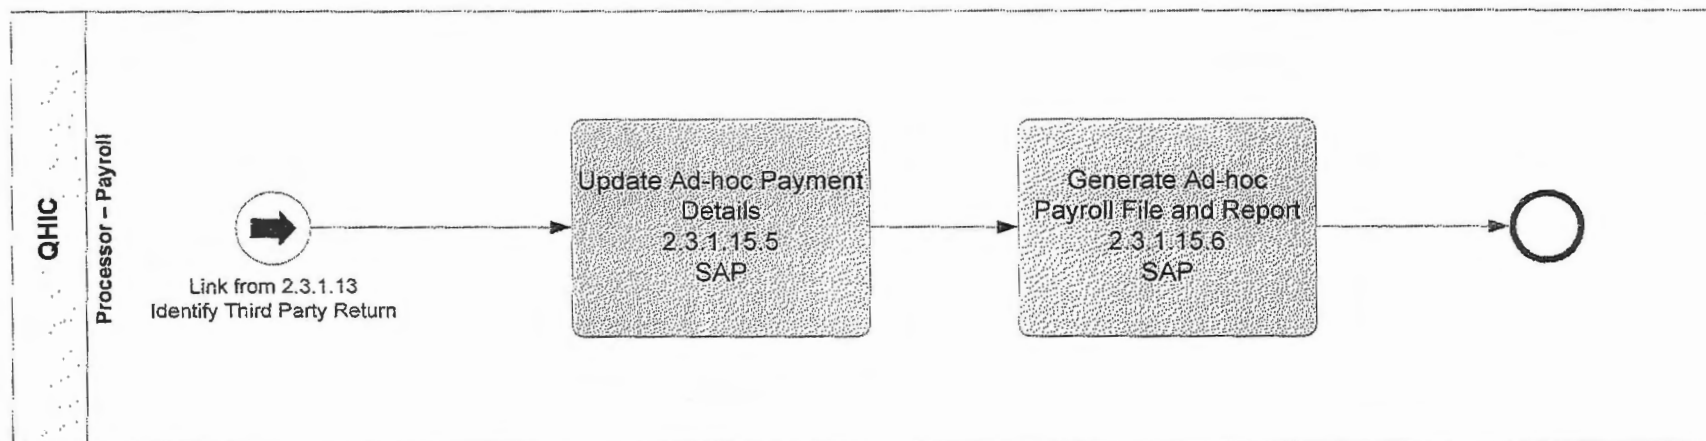 QHIC
Processor – Payroll
Link from 2.3.1.13
Identify Third Party Return
Update Ad-hoc Payment
Details
2.3.1.15.5
SAP
Generate Ad-hoc
Payroll File and Report
2.3.1.15.6
SAP